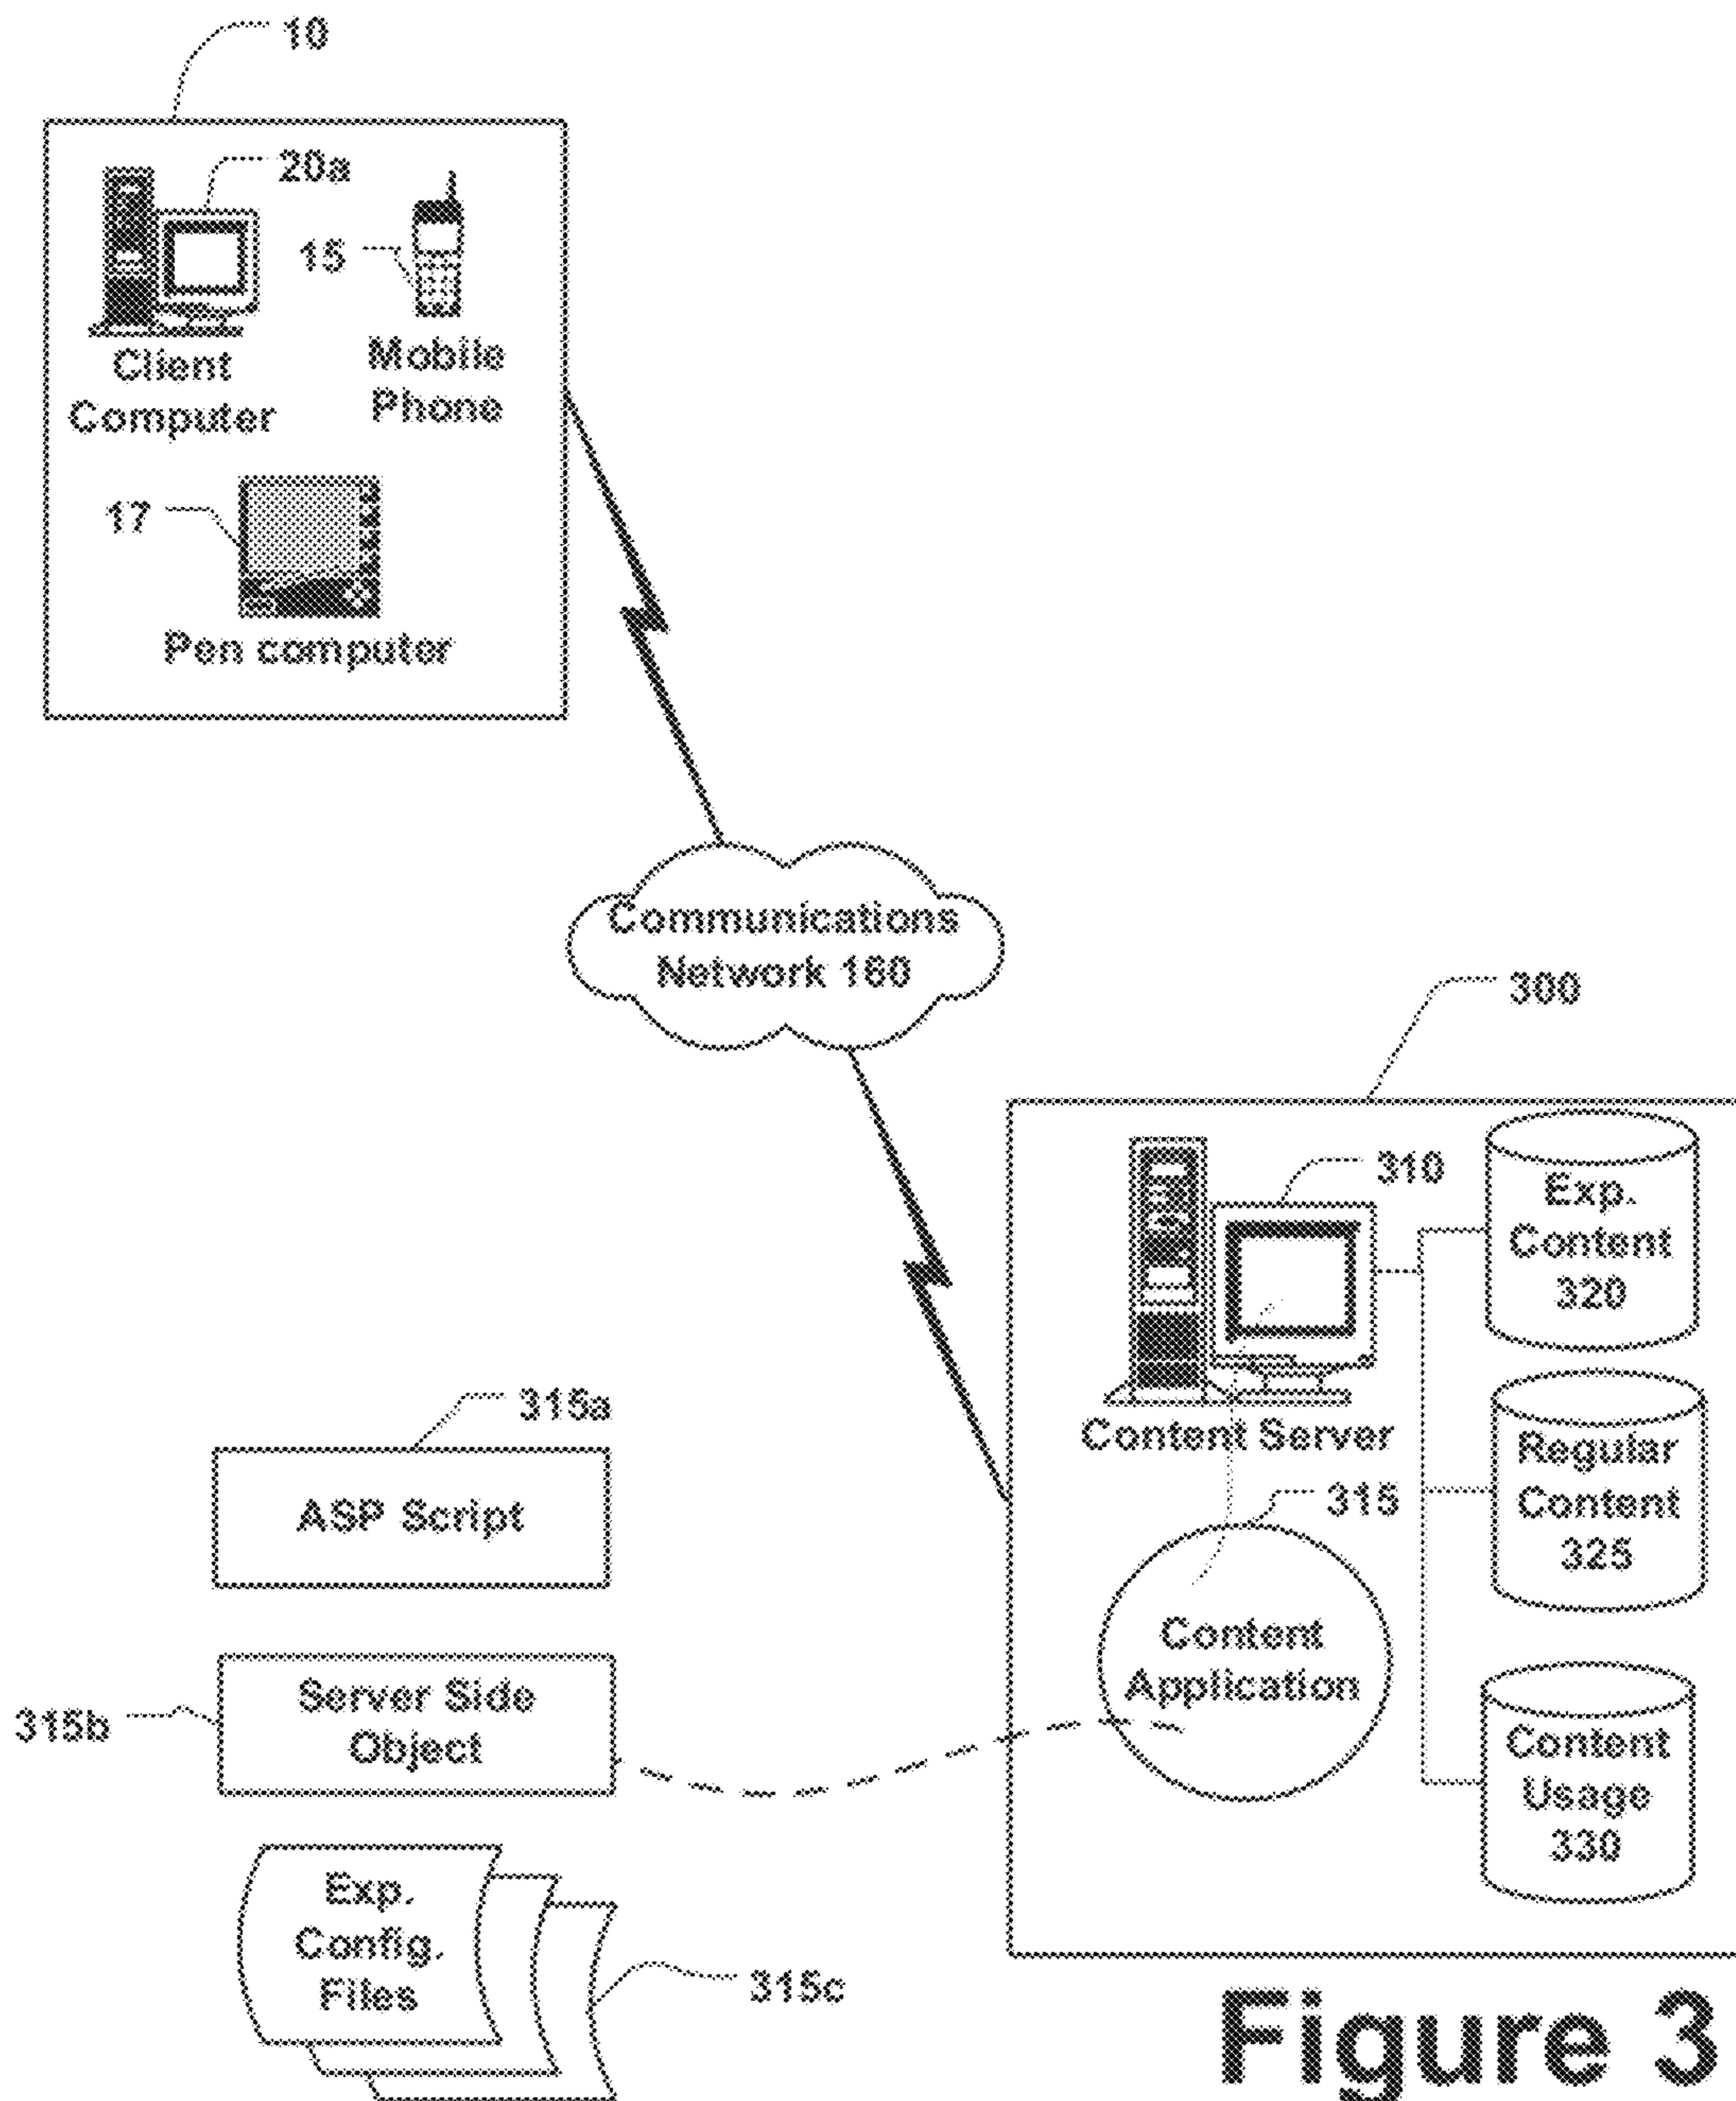 10
20a
15
Client
Computer
Mobile
Phone
17
Pen computer
Communications
Network 160
300
310
Exp.
Content
320
Content Server
315a
ASP Script
Regular
Content
325
315
Content
Application
Server Side
Object
315b
Content
Usage
330
Exp.
Config.
Files
315c
Figure 3